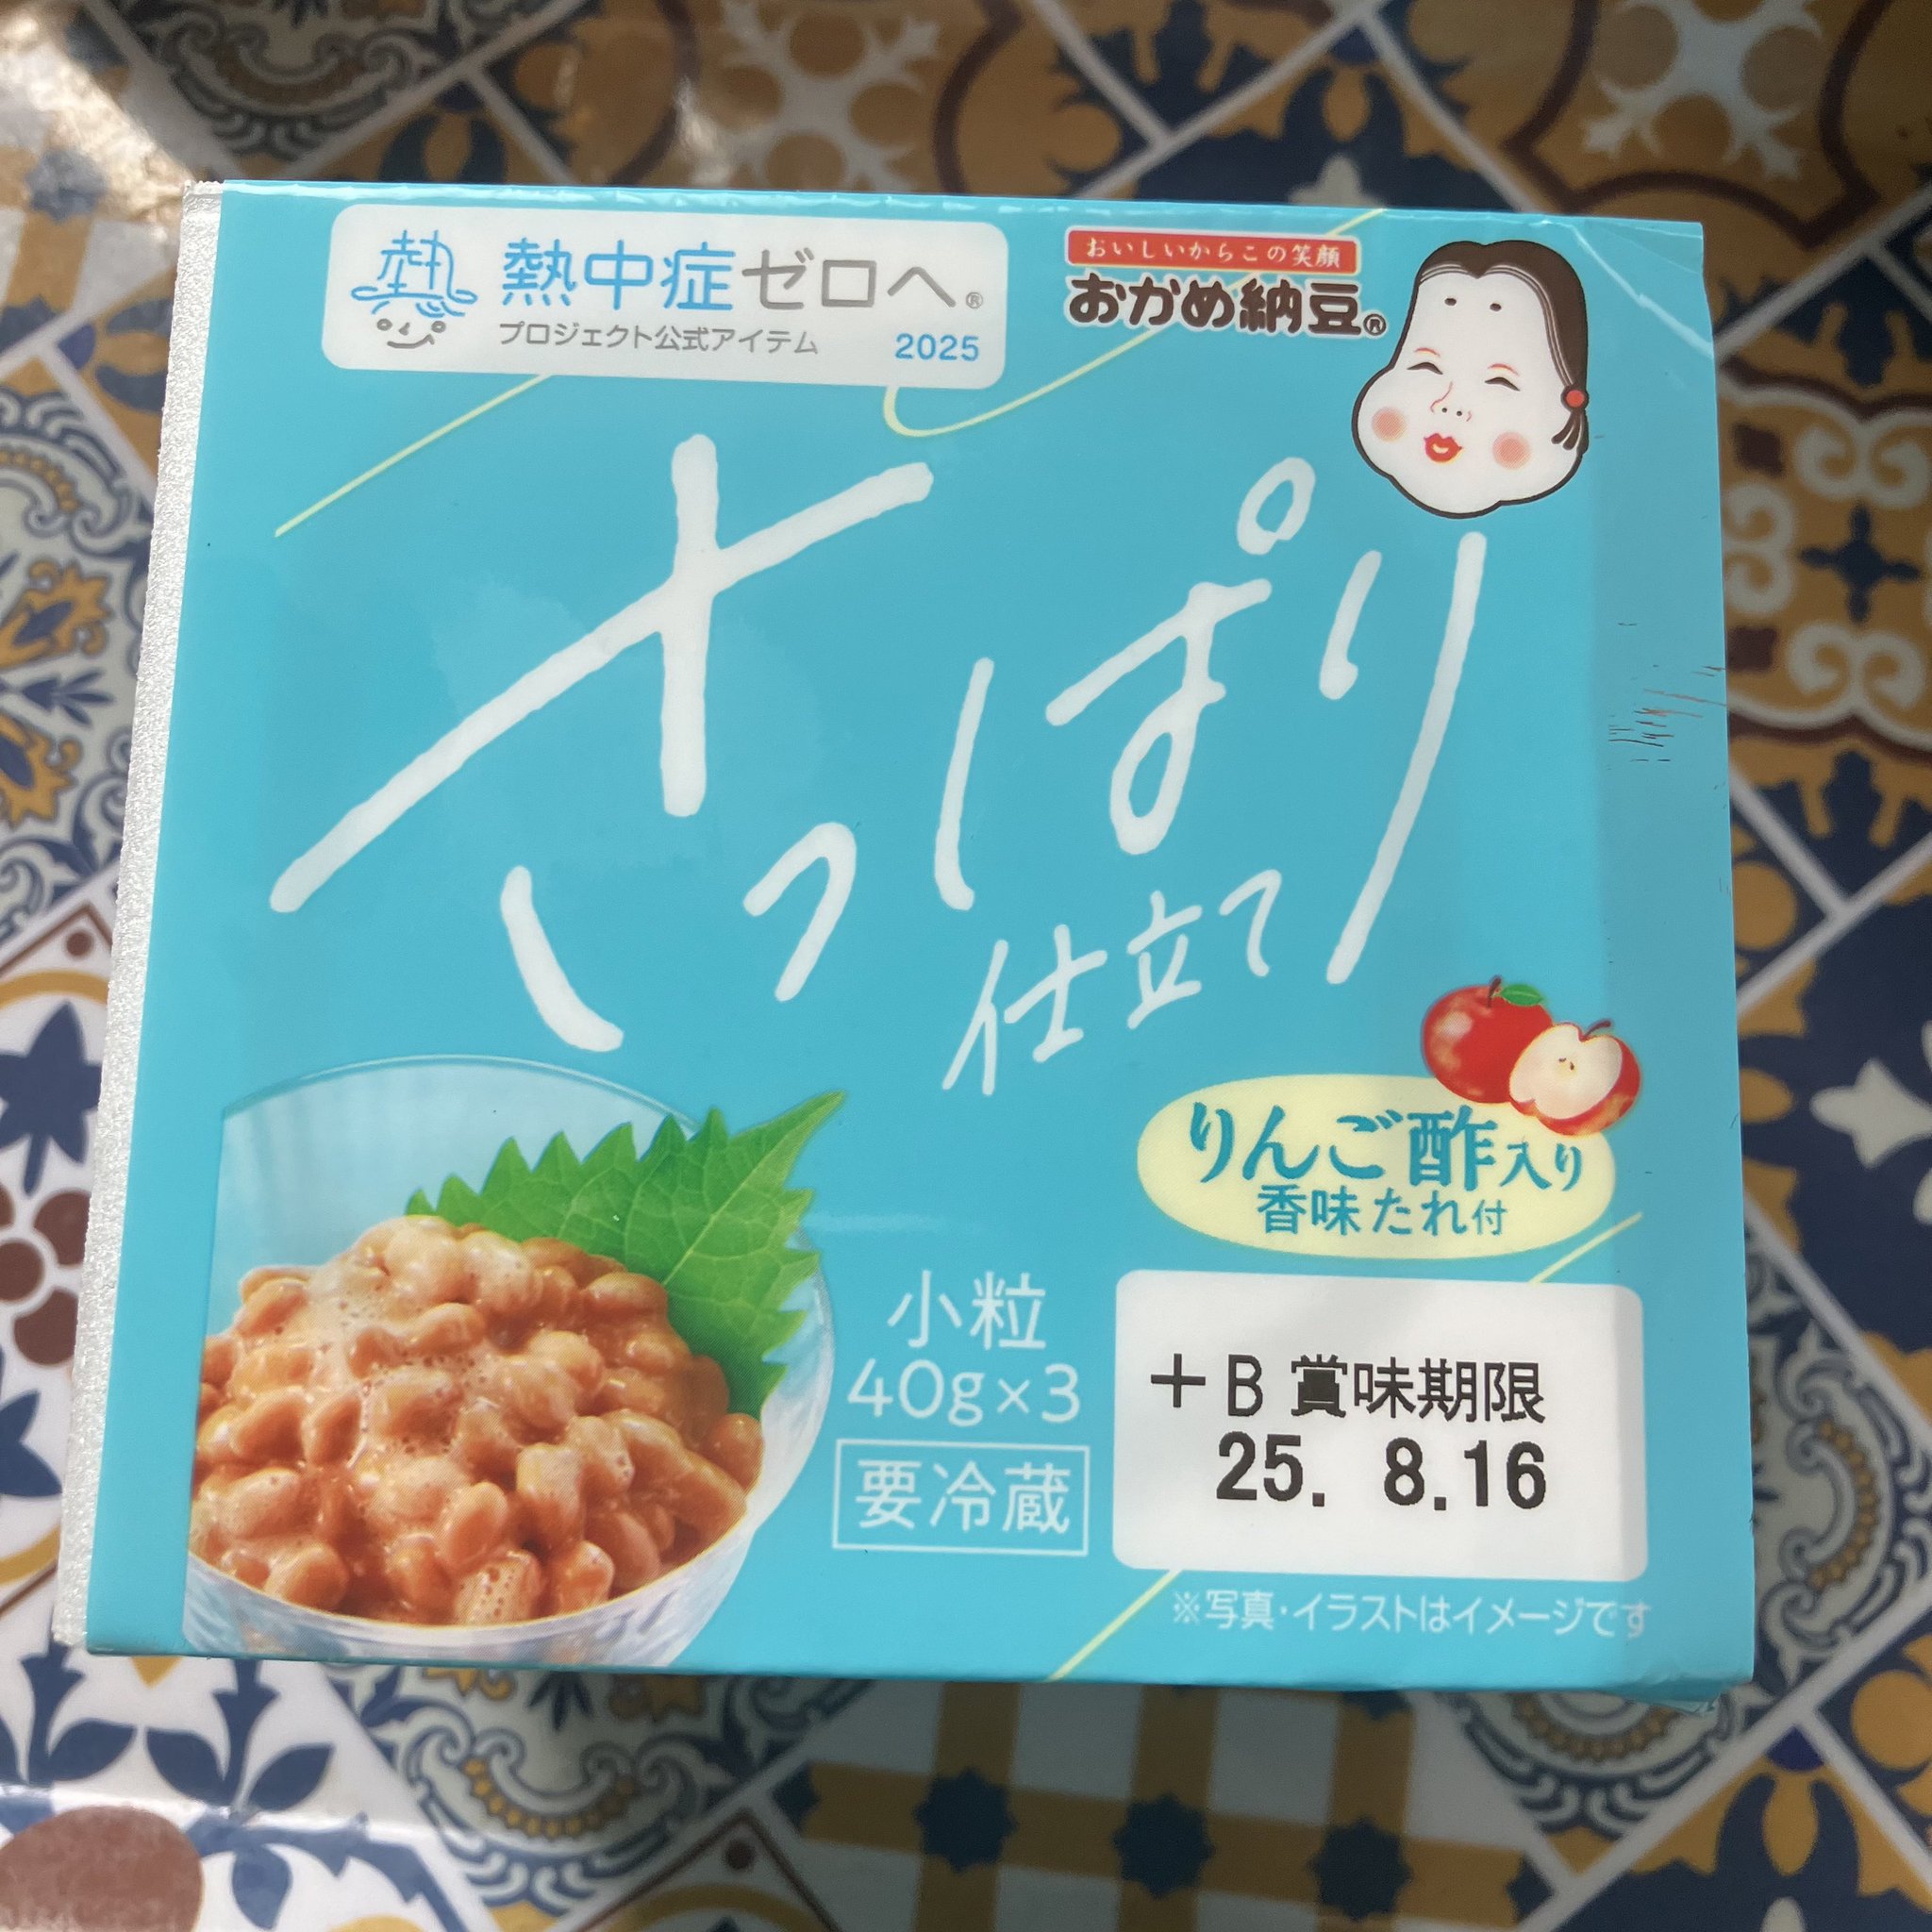 熱中症ゼロへ®
プロジェクト公式アイテム 2025
おいしいからこの笑顔
おかめ納豆®
さっぱり
仕立て
りんご酢入り
香味たれ付
小粒
40g×3
要冷蔵
+B 賞味期限
25. 8.16
※写真・イラストはイメージです